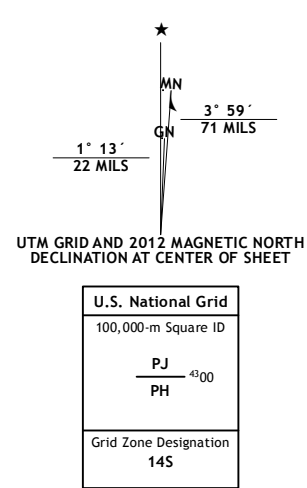 ★
MN
3° 59´
71 MILS
GN
1° 13´
22 MILS
UTM GRID AND 2012 MAGNETIC NORTH
DECLINATION AT CENTER OF SHEET
U.S. National Grid
100,000-m Square ID
PJ
4300
PH
Grid Zone Designation
14S